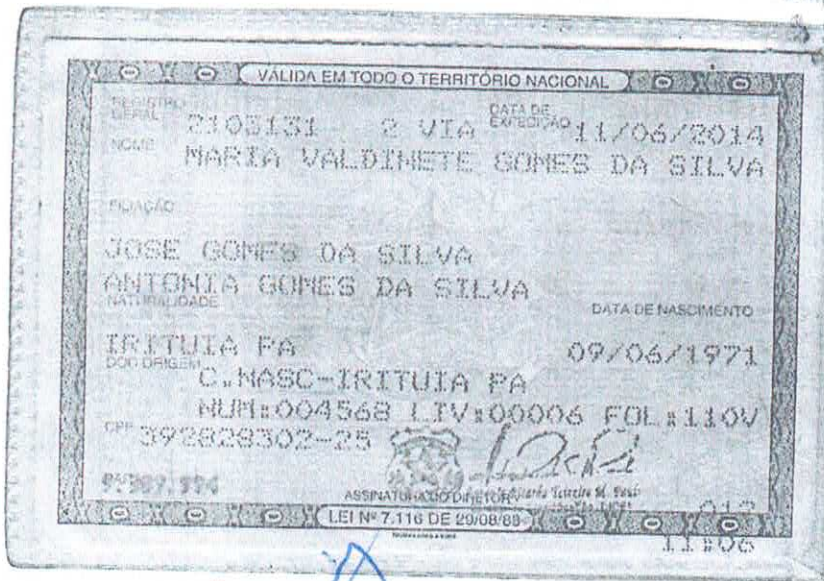 VÁLIDA EM TODO O TERRITÓRIO NACIONAL
REGISTRO GERAL 2103131 - 2 VIA DATA DE EXPEDIÇÃO 11/06/2014
NOME MARIA VALDINETE GOMES DA SILVA
FILIAÇÃO
JOSE GOMES DA SILVA
ANTONIA GOMES DA SILVA
NATURALIDADE DATA DE NASCIMENTO
IRITUIA PA 09/06/1971
DOC ORIGEM C.NASC-IRITUIA PA
NUM:004568 LIV:00006 FOL:110V
CPF 392828302-25
ASSINATURA DO DIRETOR
LEI Nº 7.116 DE 29/08/83
11:06